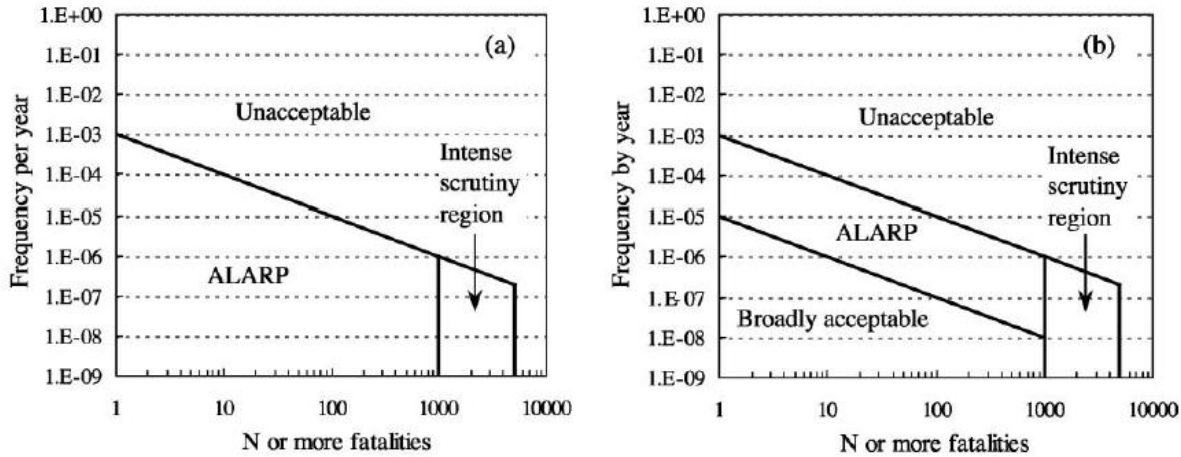 (a)
Frequency per year
1.E+00
1.E-01
1.E-02
1.E-03
1.E-04
1.E-05
1.E-06
1.E-07
1.E-08
1.E-09
Unacceptable
Intense
scrutiny
region
ALARP
1 10 100 1000 10000
N or more fatalities
(b)
Frequency by year
1.E+00
1.E-01
1.E-02
1.E-03
1.E-04
1.E-05
1.E-06
1.E-07
1.E-08
1.E-09
Unacceptable
Intense
scrutiny
region
ALARP
Broadly acceptable
1 10 100 1000 10000
N or more fatalities